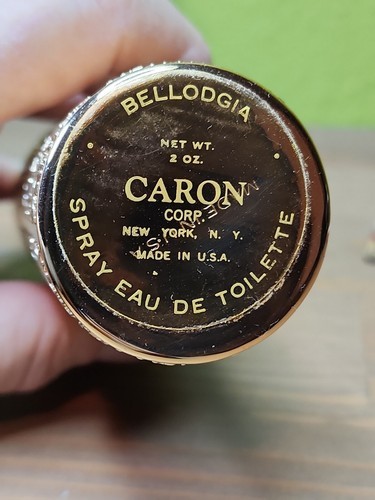 BELLODGIA
NET WT.
2 OZ.
CARON
CORP.
NEW YORK, N. Y.
MADE IN U.S.A.
SPRAY EAU DE TOILETTE